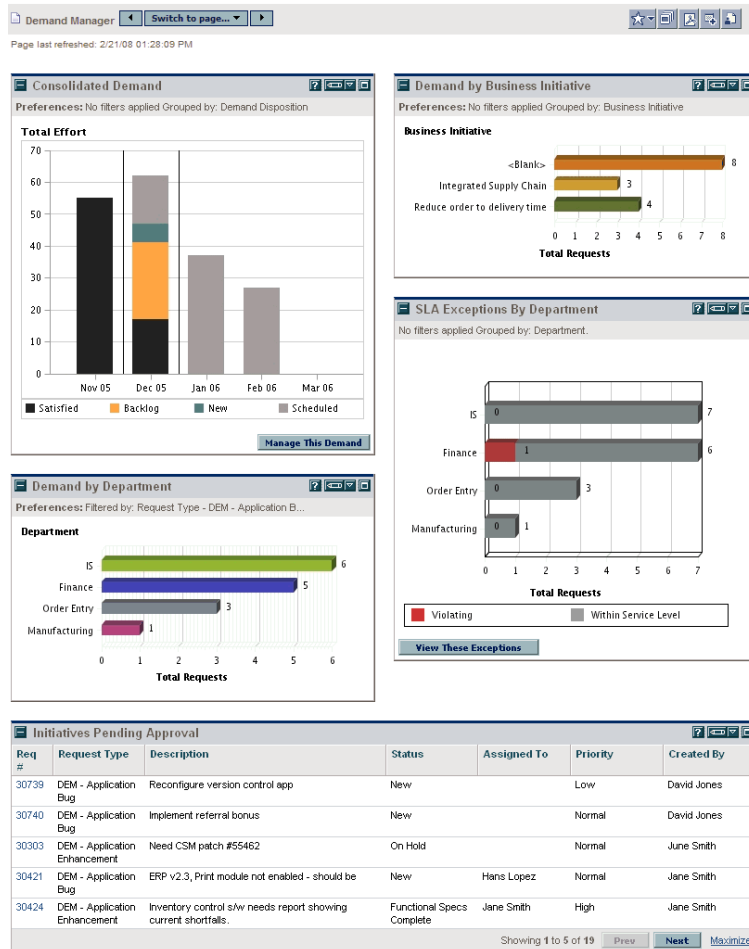 Demand Manager Switch to page...
Page last refreshed: 2/21/08 01:28:09 PM
Consolidated Demand ?
Preferences: No filters applied Grouped by: Demand Disposition
Total Effort
70
60
50
40
30
20
10
0
Nov 05 Dec 05 Jan 06 Feb 06 Mar 06
Satisfied Backlog New Scheduled
Manage This Demand
Demand by Department ?
Preferences: Filtered by: Request Type - DEM - Application B...
Department
IS 6
Finance 5
Order Entry 3
Manufacturing 1
0 1 2 3 4 5 6
Total Requests
Demand by Business Initiative ?
Preferences: No filters applied Grouped by: Business Initiative
Business Initiative
<Blank> 8
Integrated Supply Chain 3
Reduce order to delivery time 4
0 1 2 3 4 5 6 7 8
Total Requests
SLA Exceptions By Department ?
No filters applied Grouped by: Department.
IS 0 7
Finance 1 6
Order Entry 0 3
Manufacturing 0 1
0 1 2 3 4 5 6 7
Total Requests
Violating Within Service Level
View These Exceptions
Initiatives Pending Approval ?
Req Request Type Description Status Assigned To Priority Created By
#
30739 DEM - Application Reconfigure version control app New Low David Jones
Bug
30740 DEM - Application Implement referral bonus New Normal David Jones
Bug
30303 DEM - Application Need CSM patch #55462 On Hold Normal June Smith
Enhancement
30421 DEM - Application ERP v2.3, Print module not enabled - should be New Hans Lopez Normal Jane Smith
Bug
30424 DEM - Application Inventory control s/w needs report showing Functional Specs Jane Smith High Jane Smith
Enhancement current shortfalls. Complete
Showing 1 to 5 of 19 Prev Next Maximize